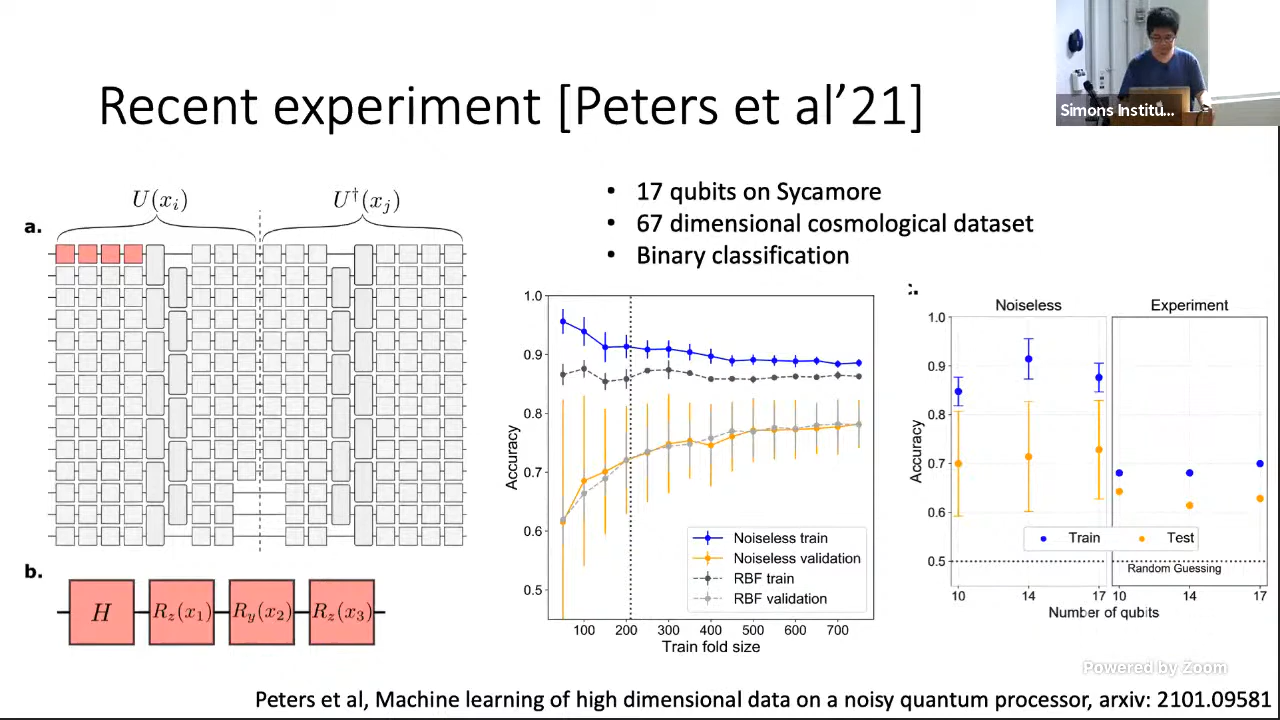 Recent experiment [Peters et al’21]
Simons Institu...
• 17 qubits on Sycamore
• 67 dimensional cosmological dataset
• Binary classification
a.
U(xᵢ)
U†(xⱼ)
b.
H
R_z(x₁)
R_y(x₂)
R_z(x₃)
Accuracy
1.0
0.9
0.8
0.7
0.6
0.5
Noiseless train
Noiseless validation
RBF train
RBF validation
100 200 300 400 500 600 700
Train fold size
Noiseless
Experiment
Accuracy
1.0
0.9
0.8
0.7
0.6
0.5
Train
Test
Random Guessing
10 14 17 10 14 17
Number of qubits
Powered by Zoom
Peters et al, Machine learning of high dimensional data on a noisy quantum processor, arxiv: 2101.09581